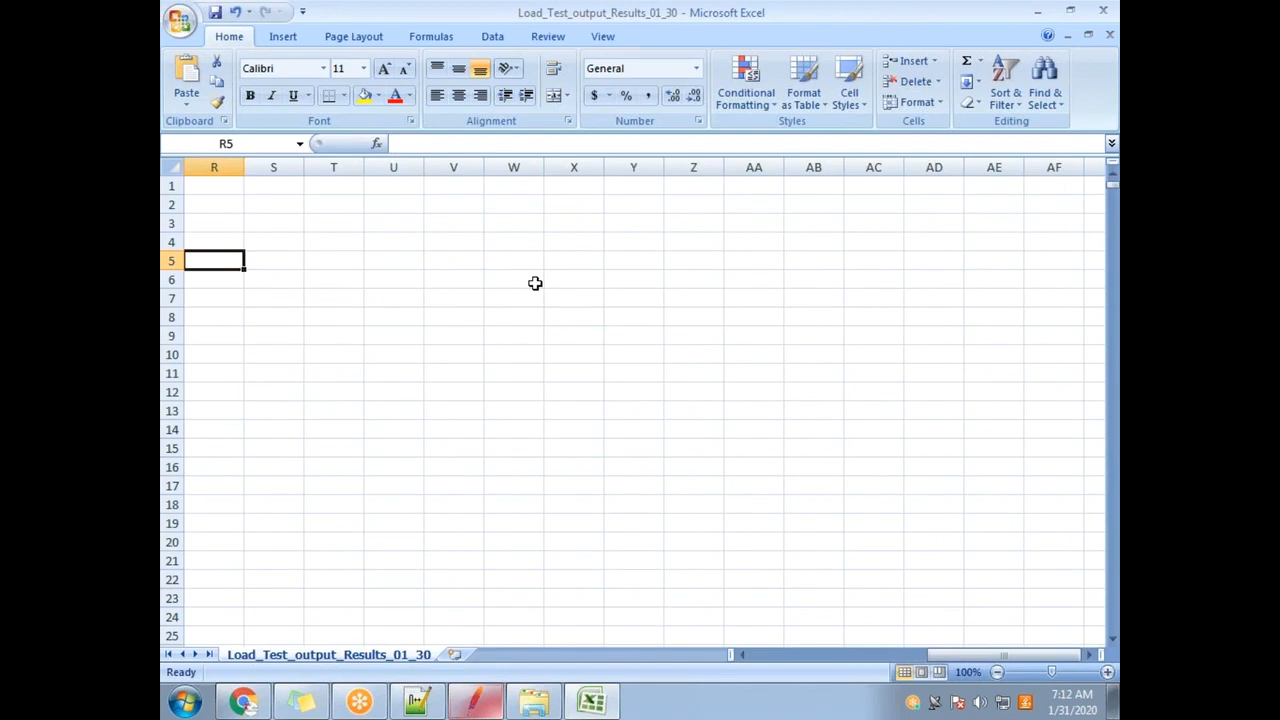 Load_Test_output_Results_01_30 - Microsoft Excel
Home Insert Page Layout Formulas Data Review View
Paste
Clipboard
Calibri 11
B I U
Font
Alignment
General
$ % ,
Number
Conditional Formatting
Format as Table
Cell Styles
Styles
Insert
Delete
Format
Cells
Σ
Sort & Filter
Find & Select
Editing
R5 fx
R S T U V W X Y Z AA AB AC AD AE AF
1
2
3
4
5
6
7
8
9
10
11
12
13
14
15
16
17
18
19
20
21
22
23
24
25
Load_Test_output_Results_01_30
Ready 100%
7:12 AM
1/31/2020